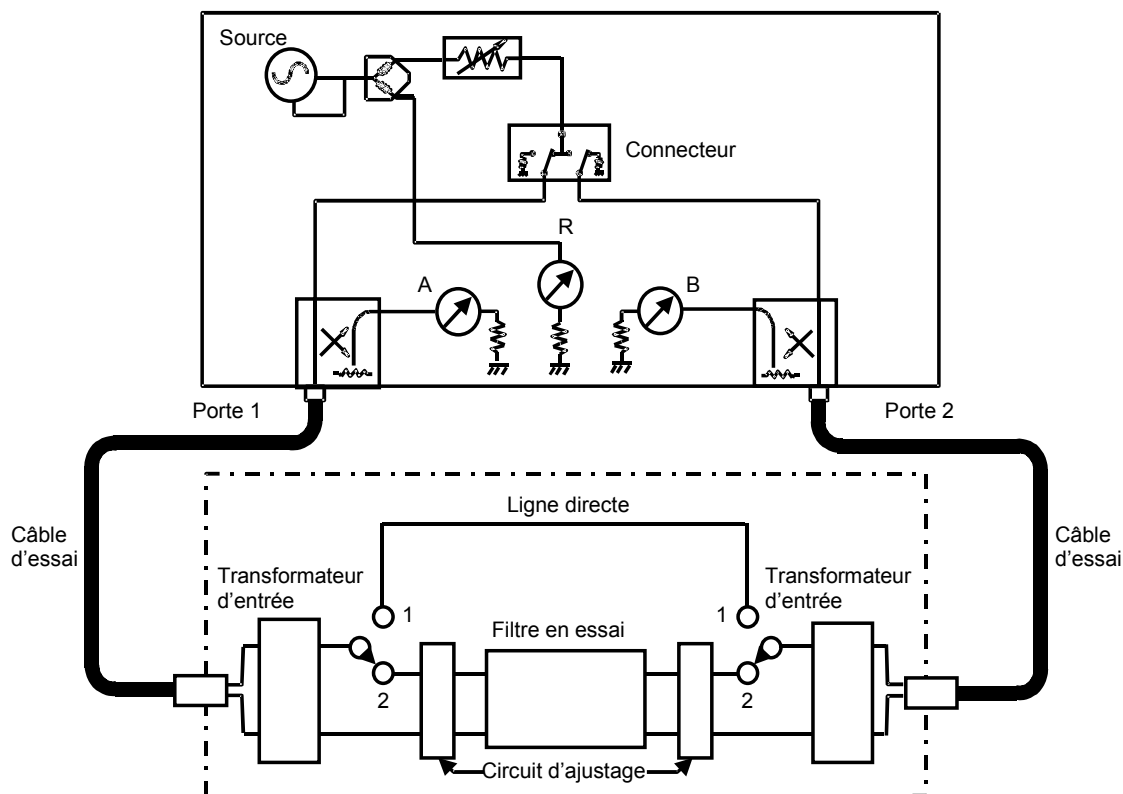 Source
Connecteur
R
A
B
Porte 1
Porte 2
Ligne directe
Câble
d'essai
Câble
d'essai
Transformateur
d'entrée
Transformateur
d'entrée
1
1
Filtre en essai
2
2
Circuit d'ajustage